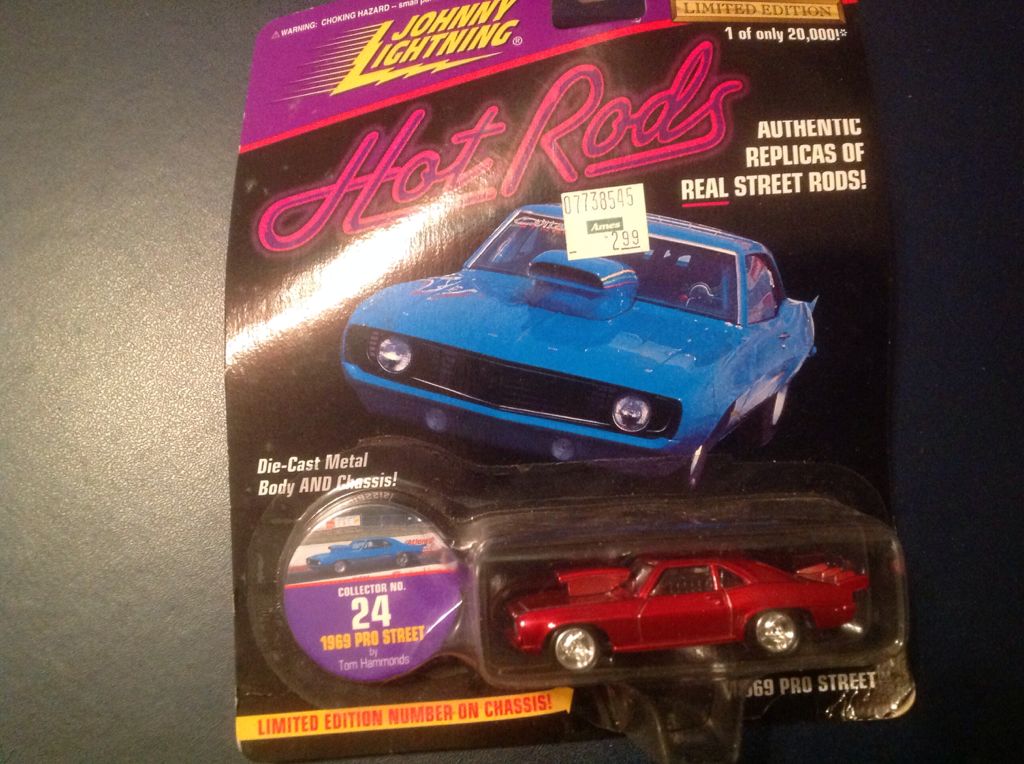 ⚠ WARNING: CHOKING HAZARD -- small
LIMITED EDITION
1 of only 20,000!*
JOHNNY
LIGHTNING®
Hot Rods
AUTHENTIC
REPLICAS OF
REAL STREET RODS!
07738545
Ames
2.99
Die-Cast Metal
Body AND Chassis!
COLLECTOR NO.
24
1969 PRO STREET
by
Tom Hammonds
1969 PRO STREET
LIMITED EDITION NUMBER ON CHASSIS!